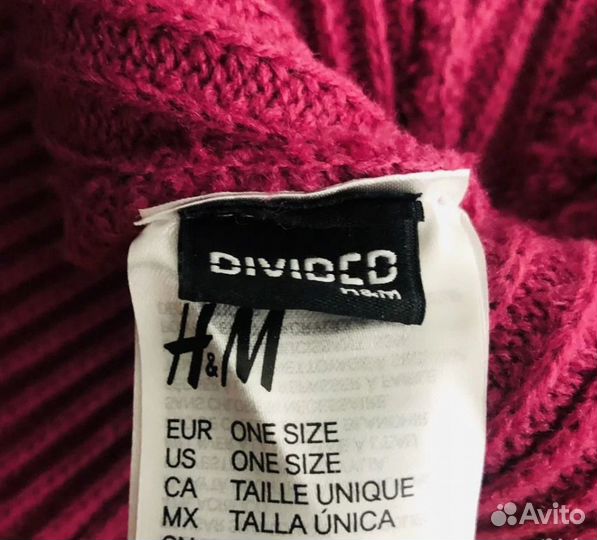 DIVIDED
H&M
H&M
EUR ONE SIZE
US ONE SIZE
CA TAILLE UNIQUE
MX TALLA ÚNICA
Avito